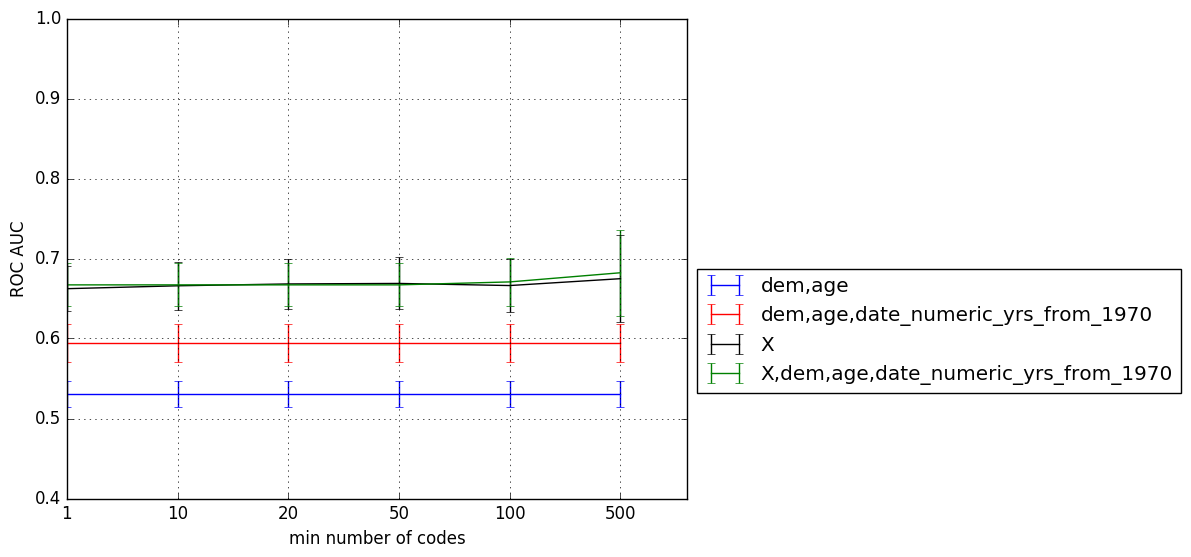 1.0
0.9
0.8
0.7
0.6
0.5
0.4
ROC AUC
1 10 20 50 100 500
min number of codes
dem,age
dem,age,date_numeric_yrs_from_1970
X
X,dem,age,date_numeric_yrs_from_1970